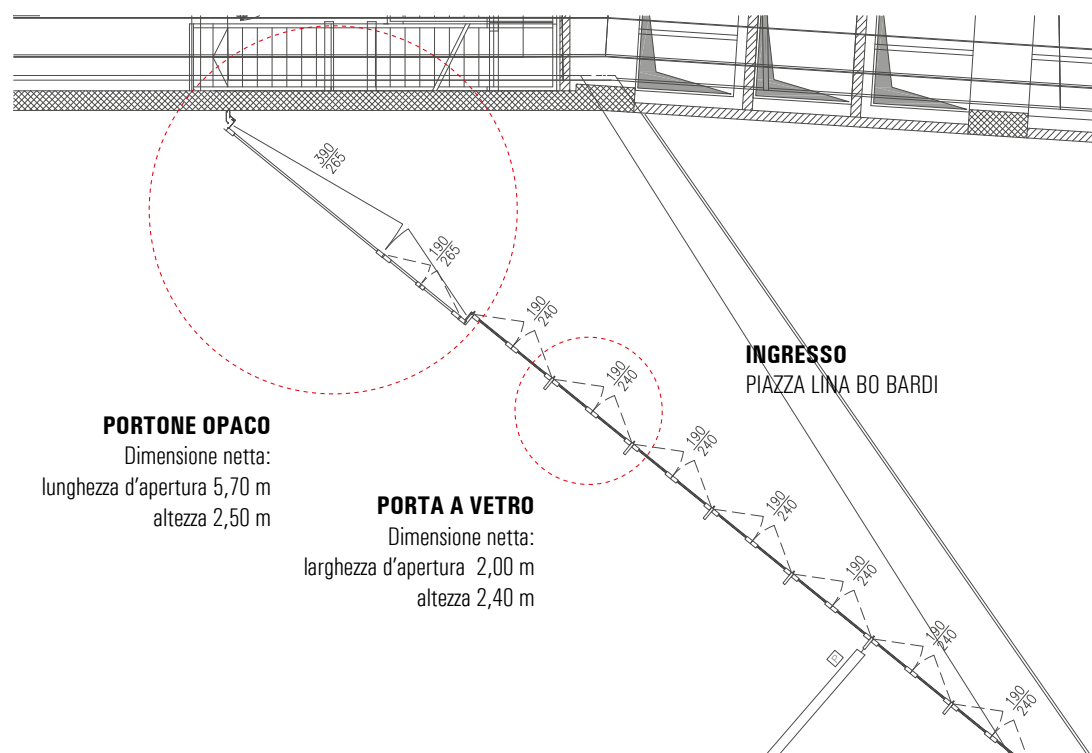 390
265
190
265
190
240
190
240
INGRESSO
PIAZZA LINA BO BARDI
PORTONE OPACO
Dimensione netta:
lunghezza d'apertura 5,70 m
altezza 2,50 m
190
240
PORTA A VETRO
Dimensione netta:
larghezza d'apertura 2,00 m
altezza 2,40 m
190
240
190
240
190
240
P
190
240